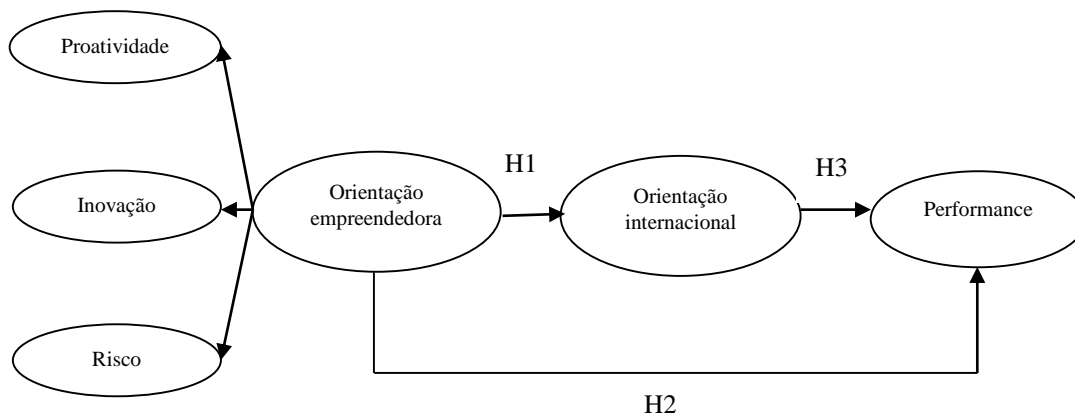 Proatividade
Inovação
Risco
Orientação
empreendedora
H1
Orientação
internacional
H3
Performance
H2